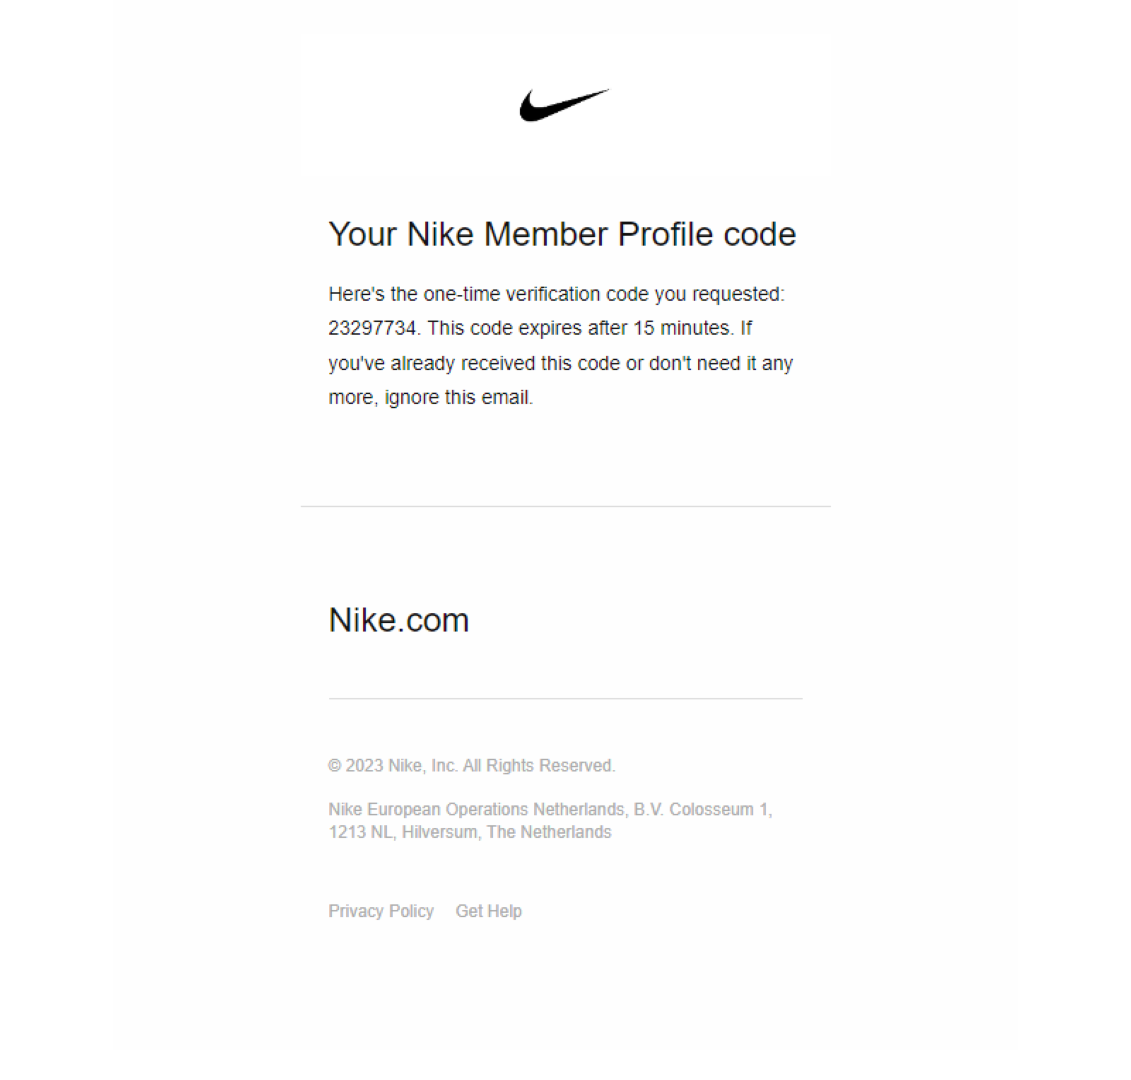 Your Nike Member Profile code
Here's the one-time verification code you requested:
23297734. This code expires after 15 minutes. If
you've already received this code or don't need it any
more, ignore this email.
Nike.com
© 2023 Nike, Inc. All Rights Reserved.
Nike European Operations Netherlands, B.V. Colosseum 1,
1213 NL, Hilversum, The Netherlands
Privacy Policy Get Help